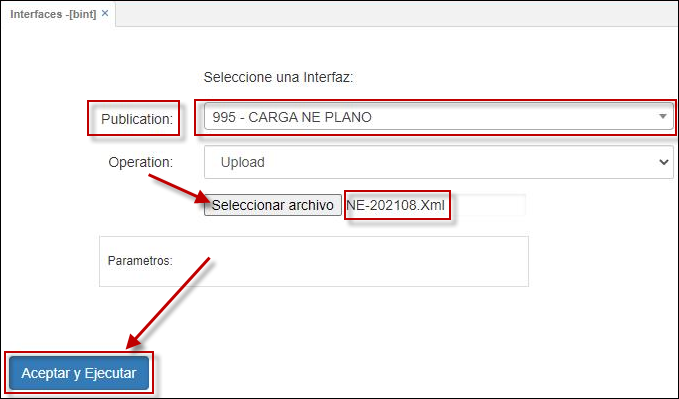 Interfaces -[bint] ×
Seleccione una Interfaz:
Publication: 995 - CARGA NE PLANO
Operation: Upload
Seleccionar archivo NE-202108.Xml
Parametros:
Aceptar y Ejecutar